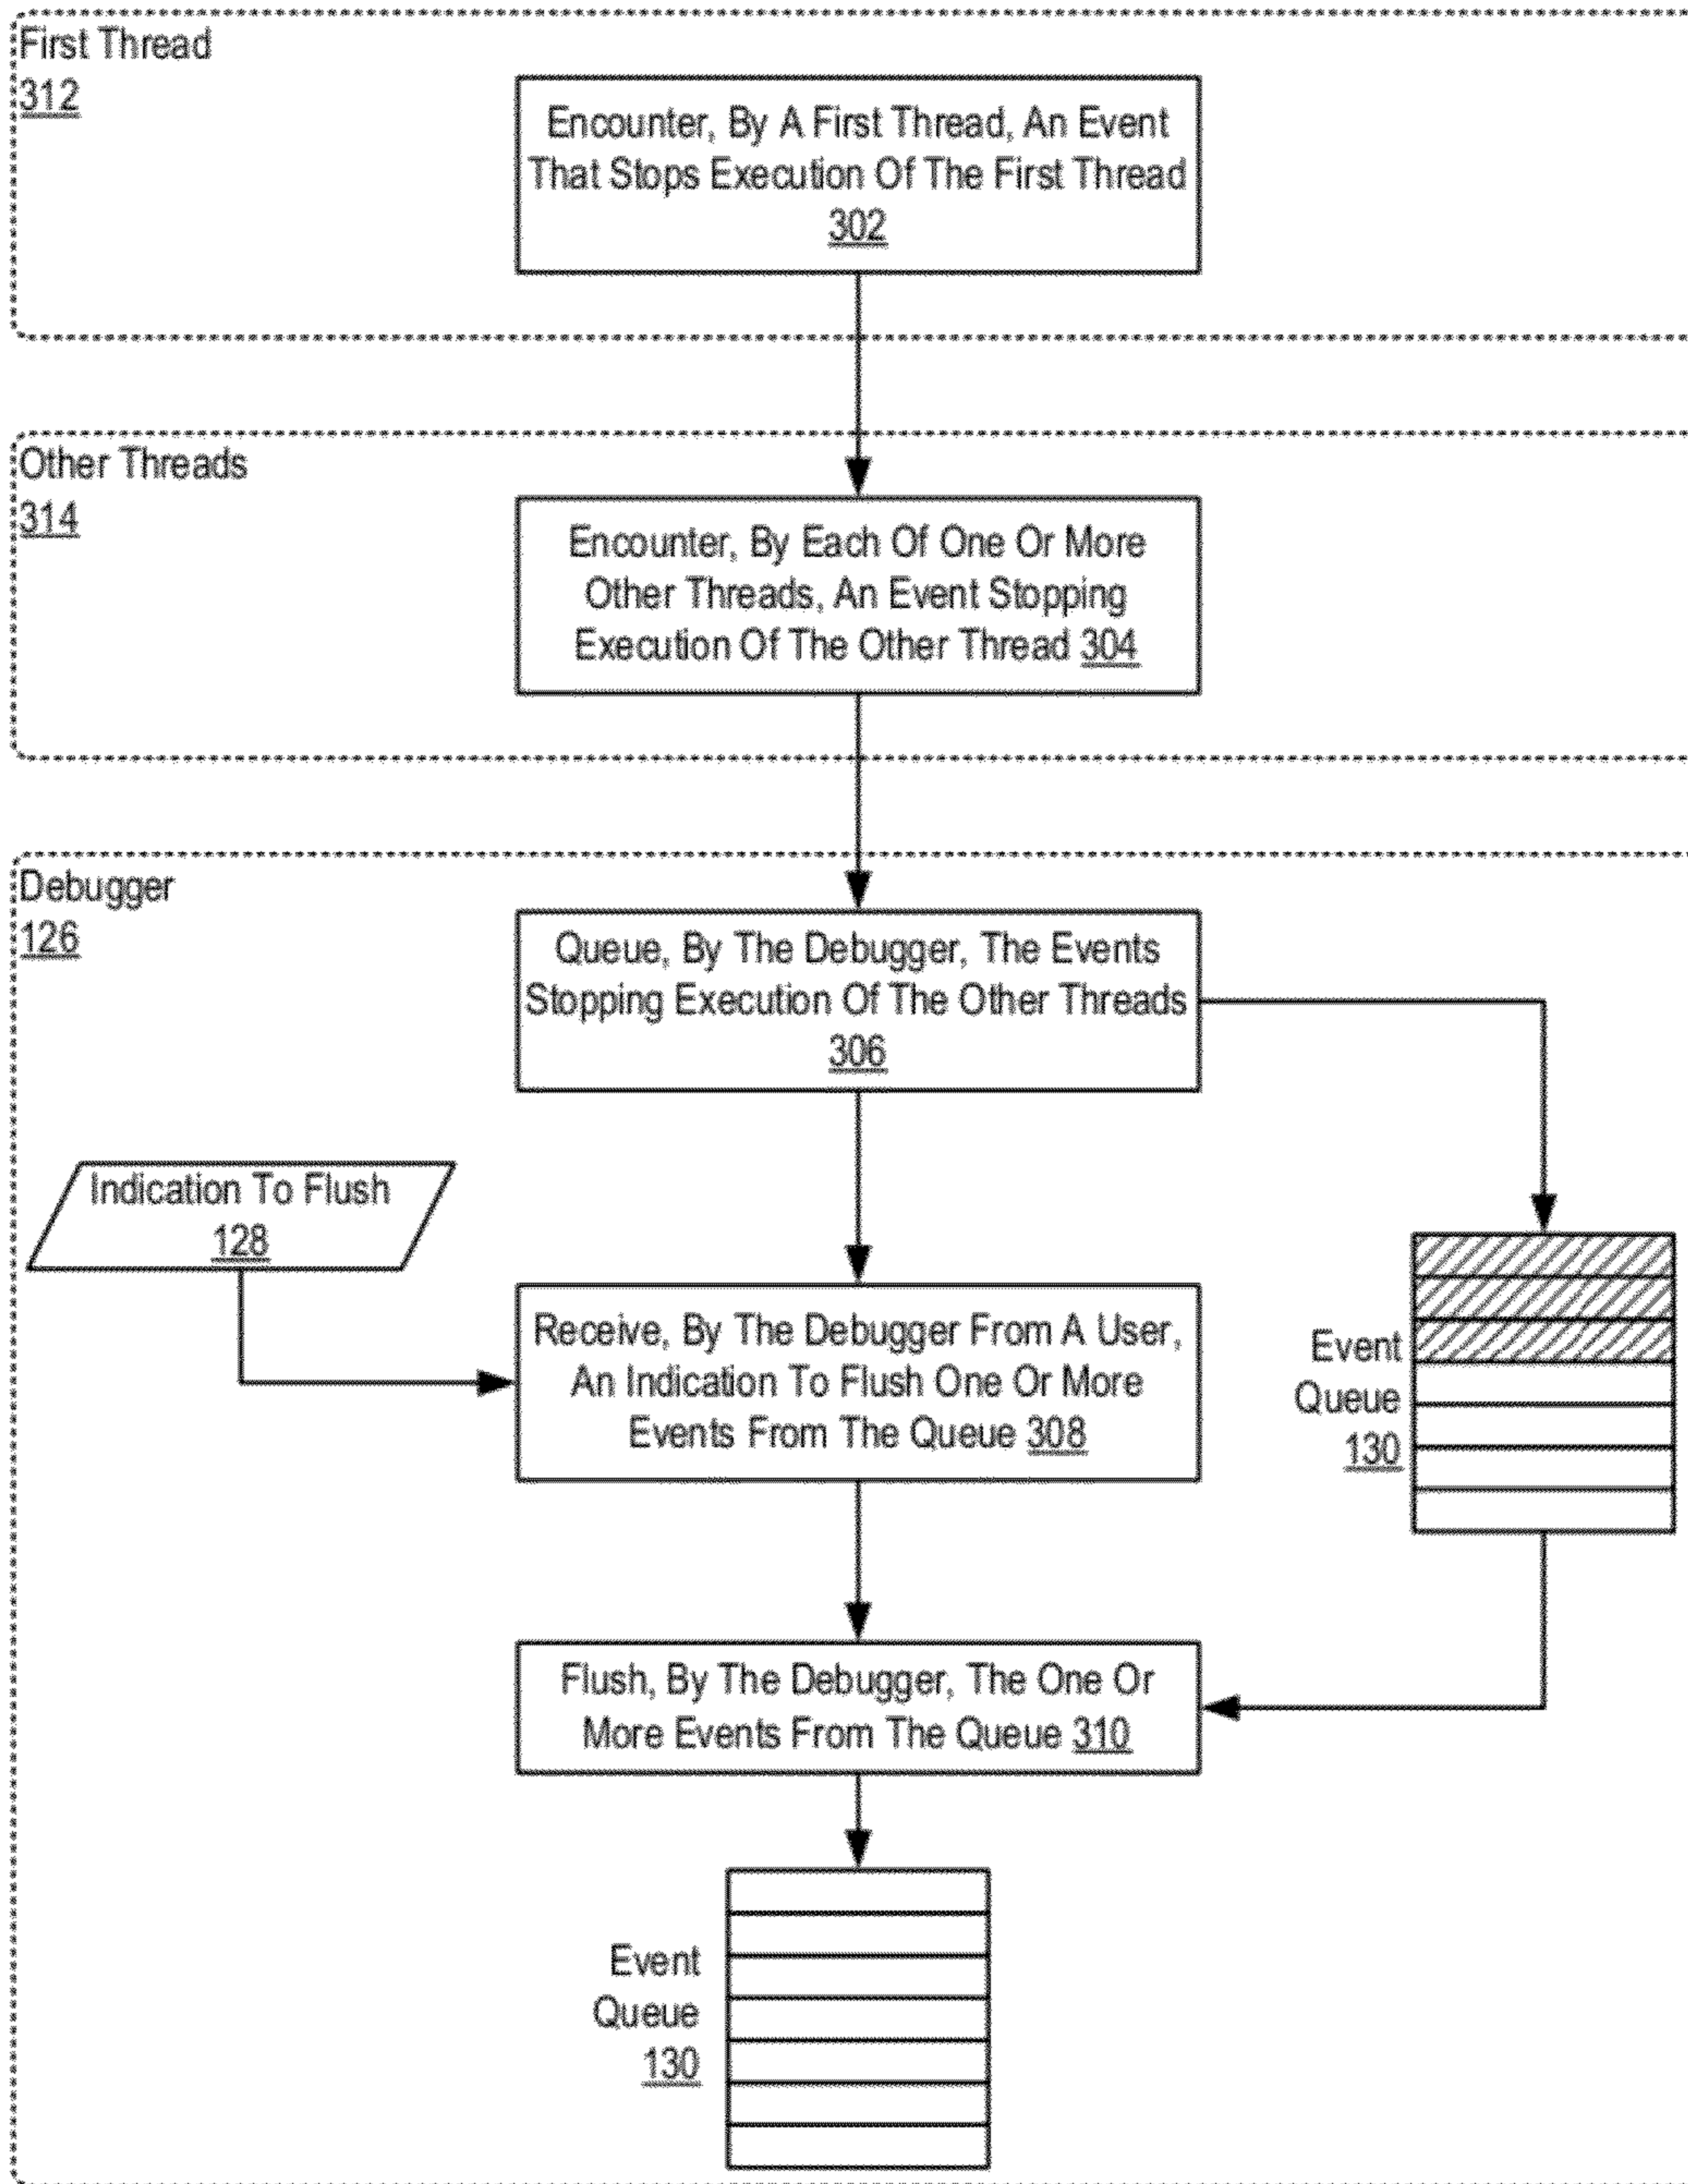 First Thread
312
Encounter, By A First Thread, An Event
That Stops Execution Of The First Thread
302
Other Threads
314
Encounter, By Each Of One Or More
Other Threads, An Event Stopping
Execution Of The Other Thread 304
Debugger
126
Queue, By The Debugger, The Events
Stopping Execution Of The Other Threads
306
Indication To Flush
128
Receive, By The Debugger From A User,
An Indication To Flush One Or More
Events From The Queue 308
Event
Queue
130
Flush, By The Debugger, The One Or
More Events From The Queue 310
Event
Queue
130